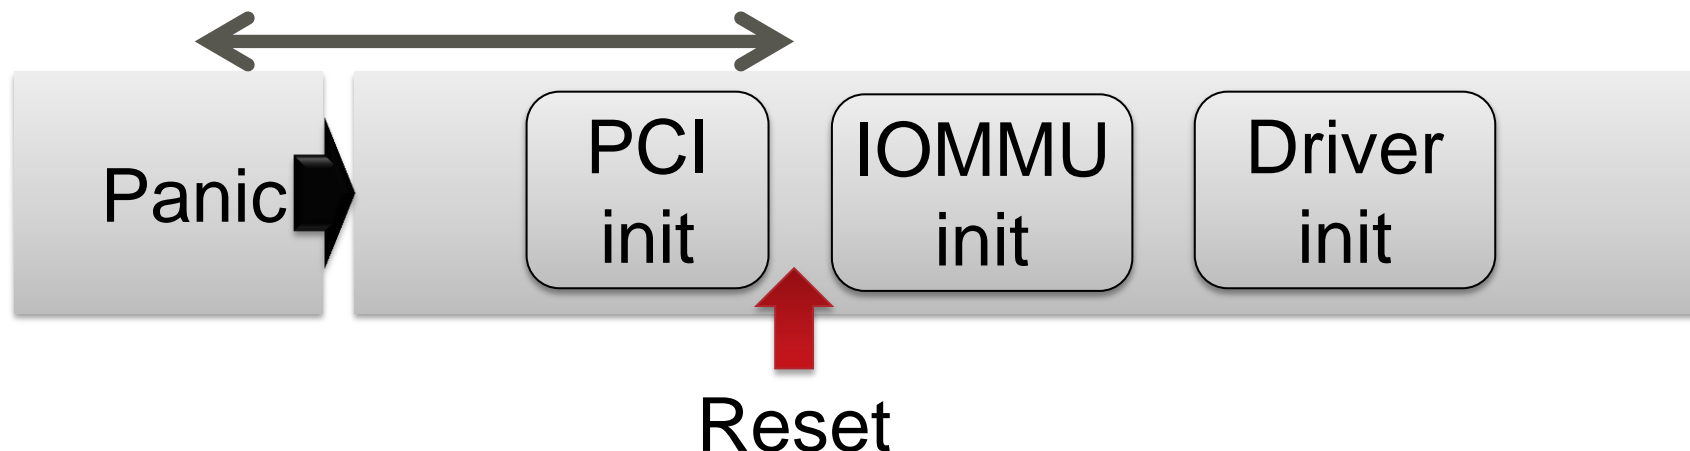 Panic
PCI
init
IOMMU
init
Driver
init
Reset